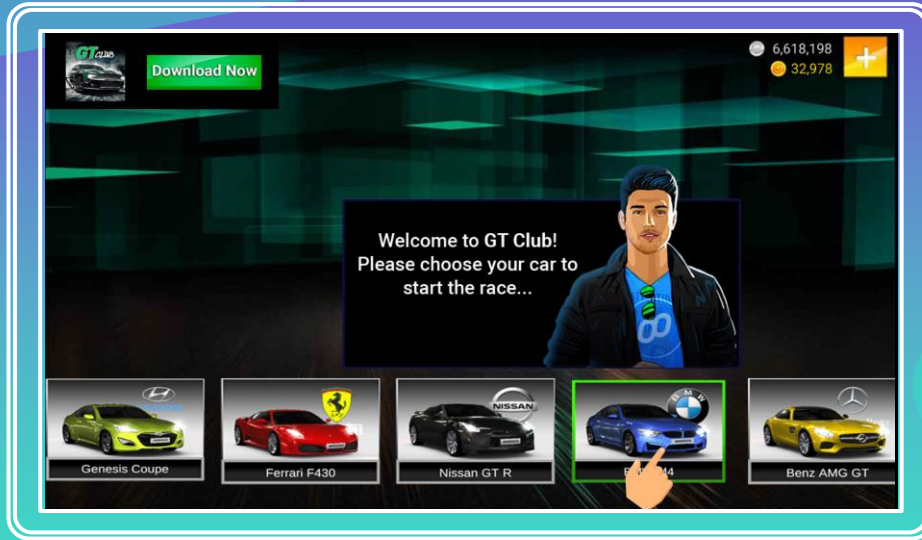 GT CLUB
Download Now
6,618,198
32,978
Welcome to GT Club!
Please choose your car to
start the race...
8
NISSAN
BMW
Genesis Coupe
Ferrari F430
Nissan GT R
Benz AMG GT